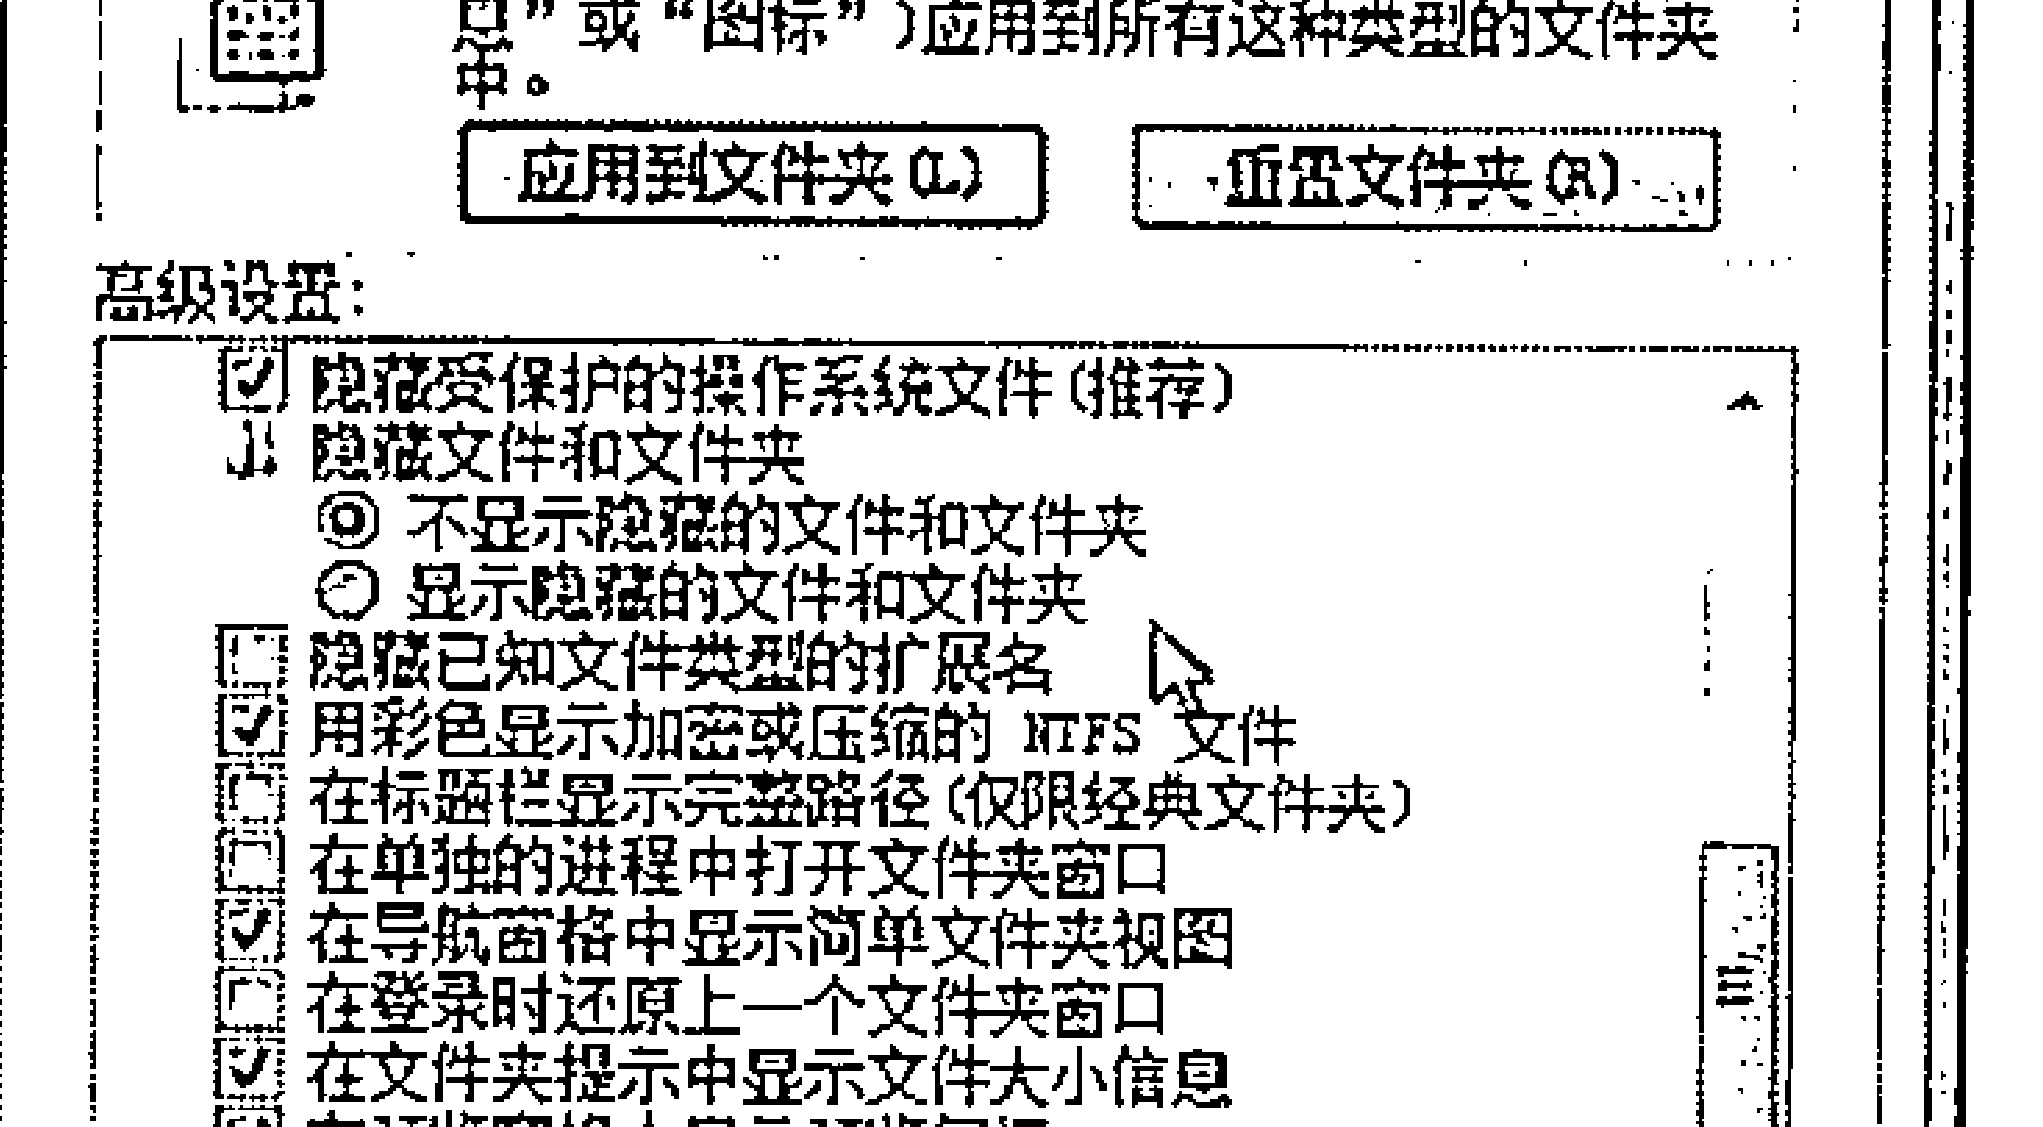 ”或“图标”)应用到所有这种类型的文件夹
中。
应用到文件夹(L)
重置文件夹(R)
高级设置:
隐藏受保护的操作系统文件(推荐)
隐藏文件和文件夹
不显示隐藏的文件和文件夹
显示隐藏的文件和文件夹
隐藏已知文件类型的扩展名
用彩色显示加密或压缩的 NTFS 文件
在标题栏显示完整路径(仅限经典文件夹)
在单独的进程中打开文件夹窗口
在导航窗格中显示简单文件夹视图
在登录时还原上一个文件夹窗口
在文件夹提示中显示文件大小信息